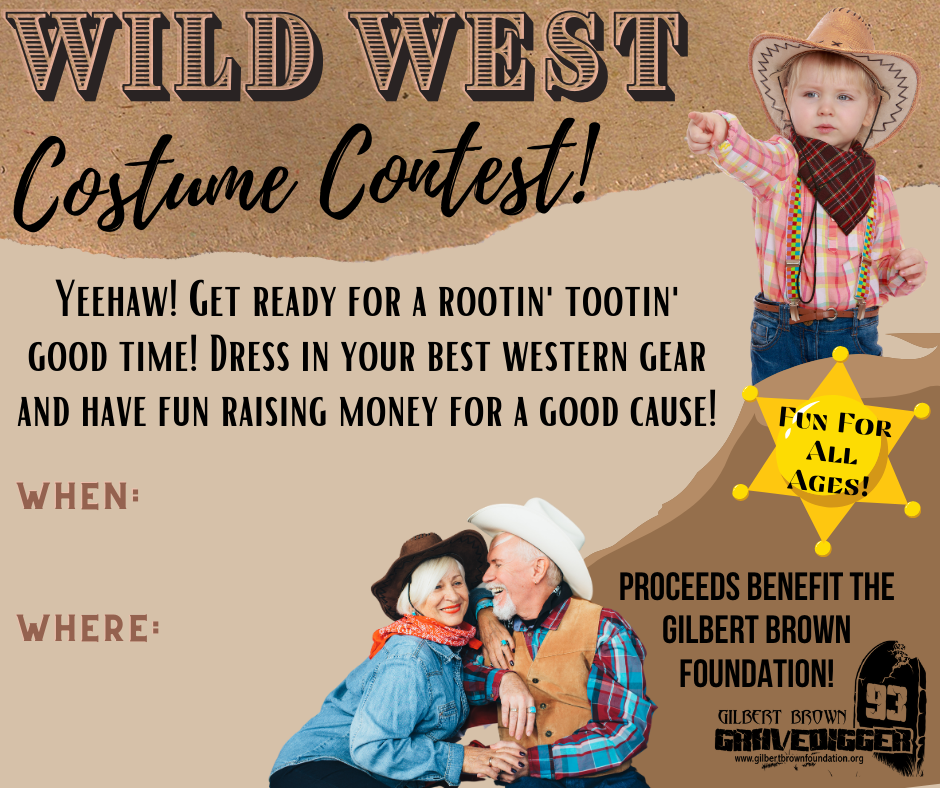 WILD WEST
Costume Contest!
Yeehaw! Get ready for a rootin' tootin'
good time! Dress in your best western gear
and have fun raising money for a good cause!
WHEN:
WHERE:
Fun For
All
Ages!
PROCEEDS BENEFIT THE
GILBERT BROWN
FOUNDATION!
93
GILBERT BROWN
GRAVEDIGGER
www.gilbertbrownfoundation.org